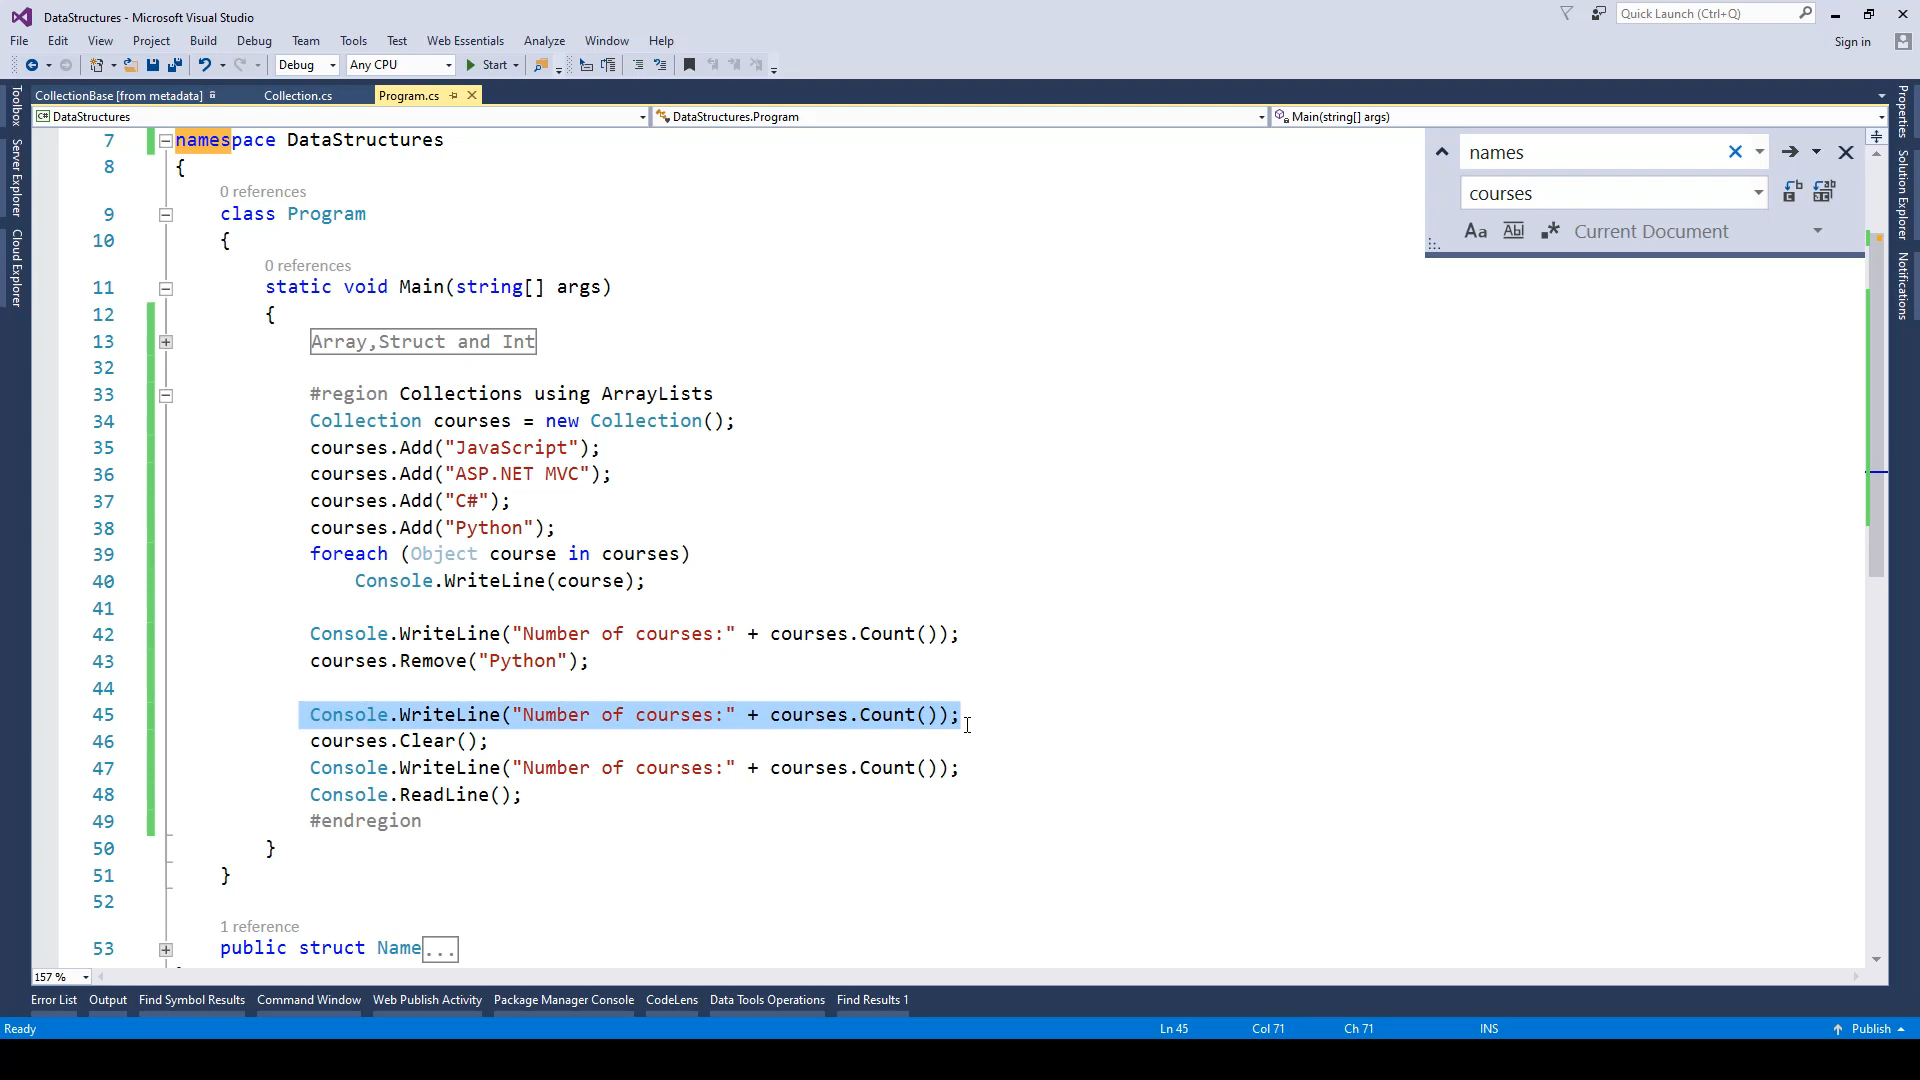 DataStructures - Microsoft Visual Studio
Quick Launch (Ctrl+Q)
File Edit View Project Build Debug Team Tools Test Web Essentials Analyze Window Help
Sign in
Debug Any CPU Start
CollectionBase [from metadata] Collection.cs Program.cs
C# DataStructures DataStructures.Program Main(string[] args)
Toolbox
Server Explorer
Cloud Explorer
Properties
Solution Explorer
Notifications
names
courses
Aa Abl .* Current Document
7 namespace DataStructures
8 {
0 references
9 class Program
10 {
0 references
11 static void Main(string[] args)
12 {
13 Array,Struct and Int
32
33 #region Collections using ArrayLists
34 Collection courses = new Collection();
35 courses.Add("JavaScript");
36 courses.Add("ASP.NET MVC");
37 courses.Add("C#");
38 courses.Add("Python");
39 foreach (Object course in courses)
40 Console.WriteLine(course);
41
42 Console.WriteLine("Number of courses:" + courses.Count());
43 courses.Remove("Python");
44
45 Console.WriteLine("Number of courses:" + courses.Count());
46 courses.Clear();
47 Console.WriteLine("Number of courses:" + courses.Count());
48 Console.ReadLine();
49 #endregion
50 }
51 }
52
1 reference
53 public struct Name...
157 %
Error List Output Find Symbol Results Command Window Web Publish Activity Package Manager Console CodeLens Data Tools Operations Find Results 1
Ready Ln 45 Col 71 Ch 71 INS Publish